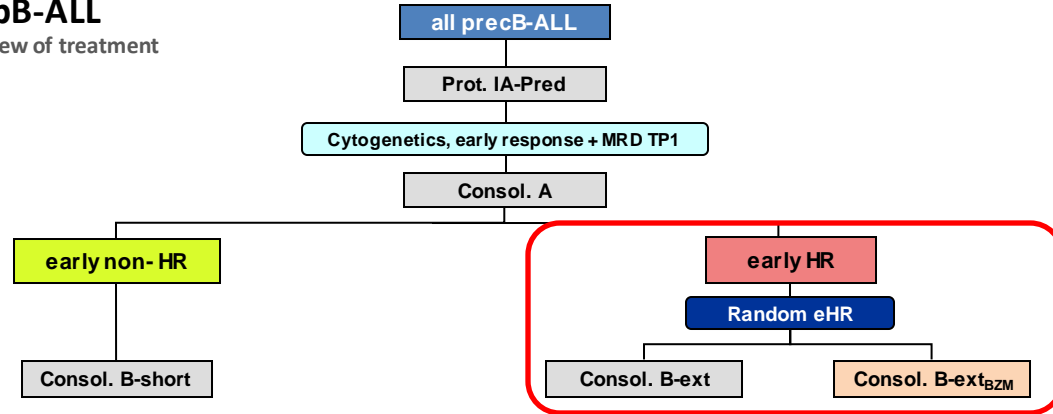 B-ALL
ew of treatment
all precB-ALL
Prot. IA-Pred
Cytogenetics, early response + MRD TP1
Consol. A
early non- HR
early HR
Random eHR
Consol. B-short
Consol. B-ext
Consol. B-extBZM